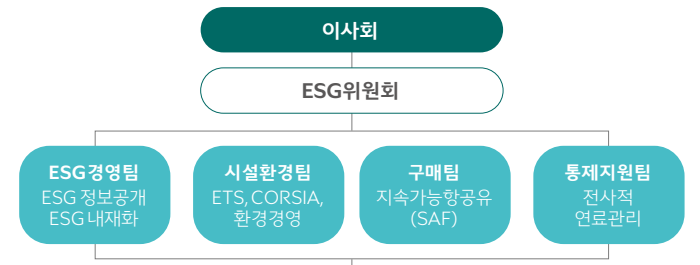 이사회
ESG위원회
ESG경영팀
ESG 정보공개
ESG 내재화
시설환경팀
ETS, CORSIA,
환경경영
구매팀
지속가능항공유
(SAF)
통제지원팀
전사적
연료관리